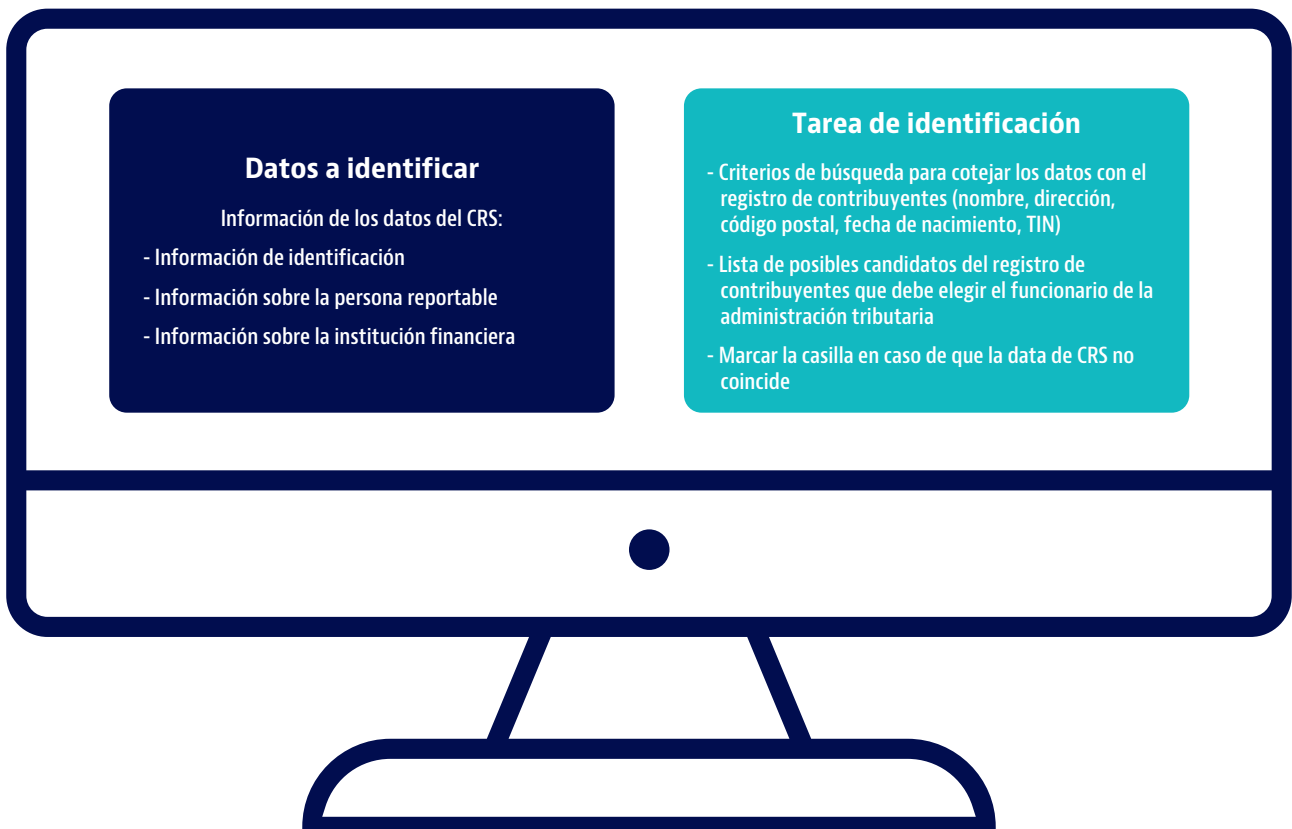 Datos a identificar
Información de los datos del CRS:
- Información de identificación
- Información sobre la persona reportable
- Información sobre la institución financiera
Tarea de identificación
- Criterios de búsqueda para cotejar los datos con el
registro de contribuyentes (nombre, dirección,
código postal, fecha de nacimiento, TIN)
- Lista de posibles candidatos del registro de
contribuyentes que debe elegir el funcionario de la
administración tributaria
- Marcar la casilla en caso de que la data de CRS no
coincide